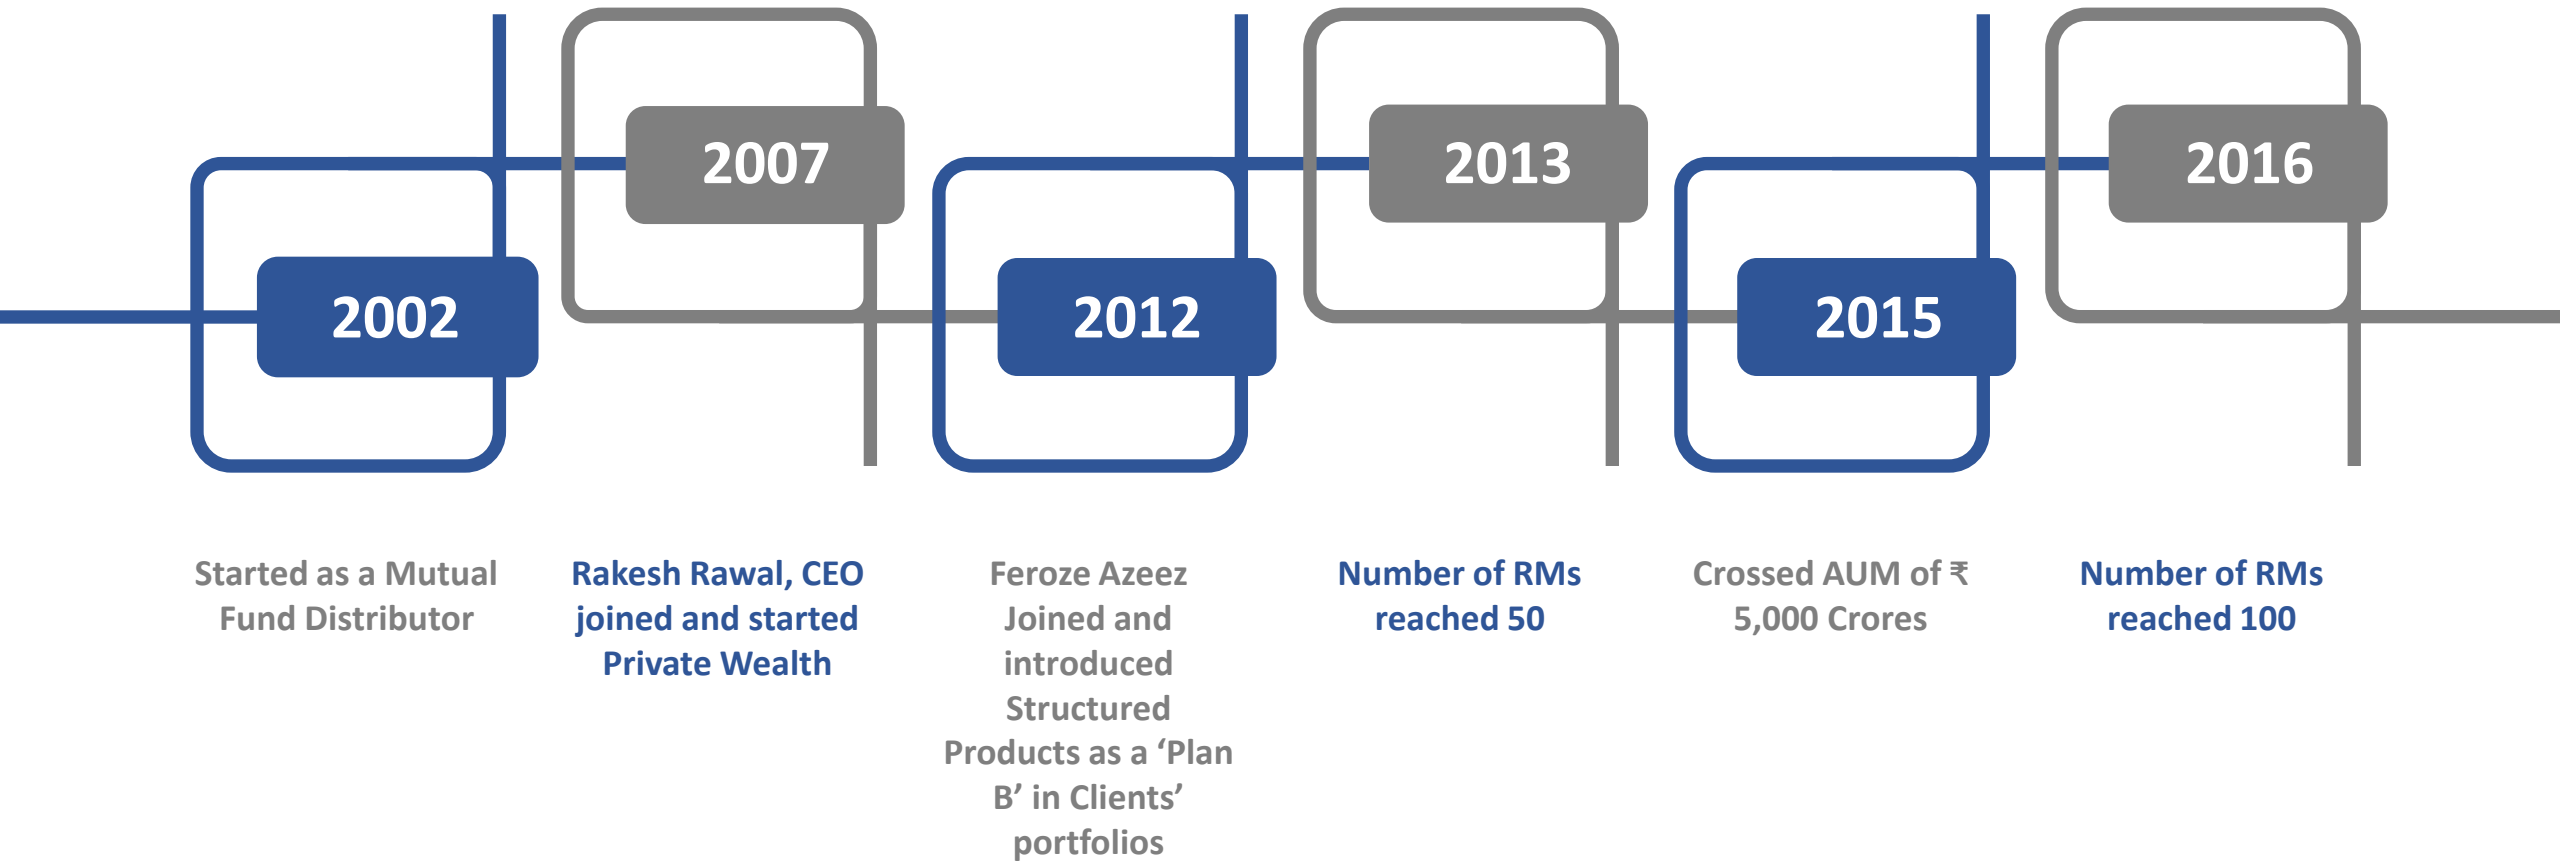 2002
2007
2012
2013
2015
2016
Started as a Mutual
Fund Distributor
Rakesh Rawal, CEO
joined and started
Private Wealth
Feroze Azeez
Joined and
introduced
Structured
Products as a ‘Plan
B’ in Clients’
portfolios
Number of RMs
reached 50
Crossed AUM of ₹
5,000 Crores
Number of RMs
reached 100